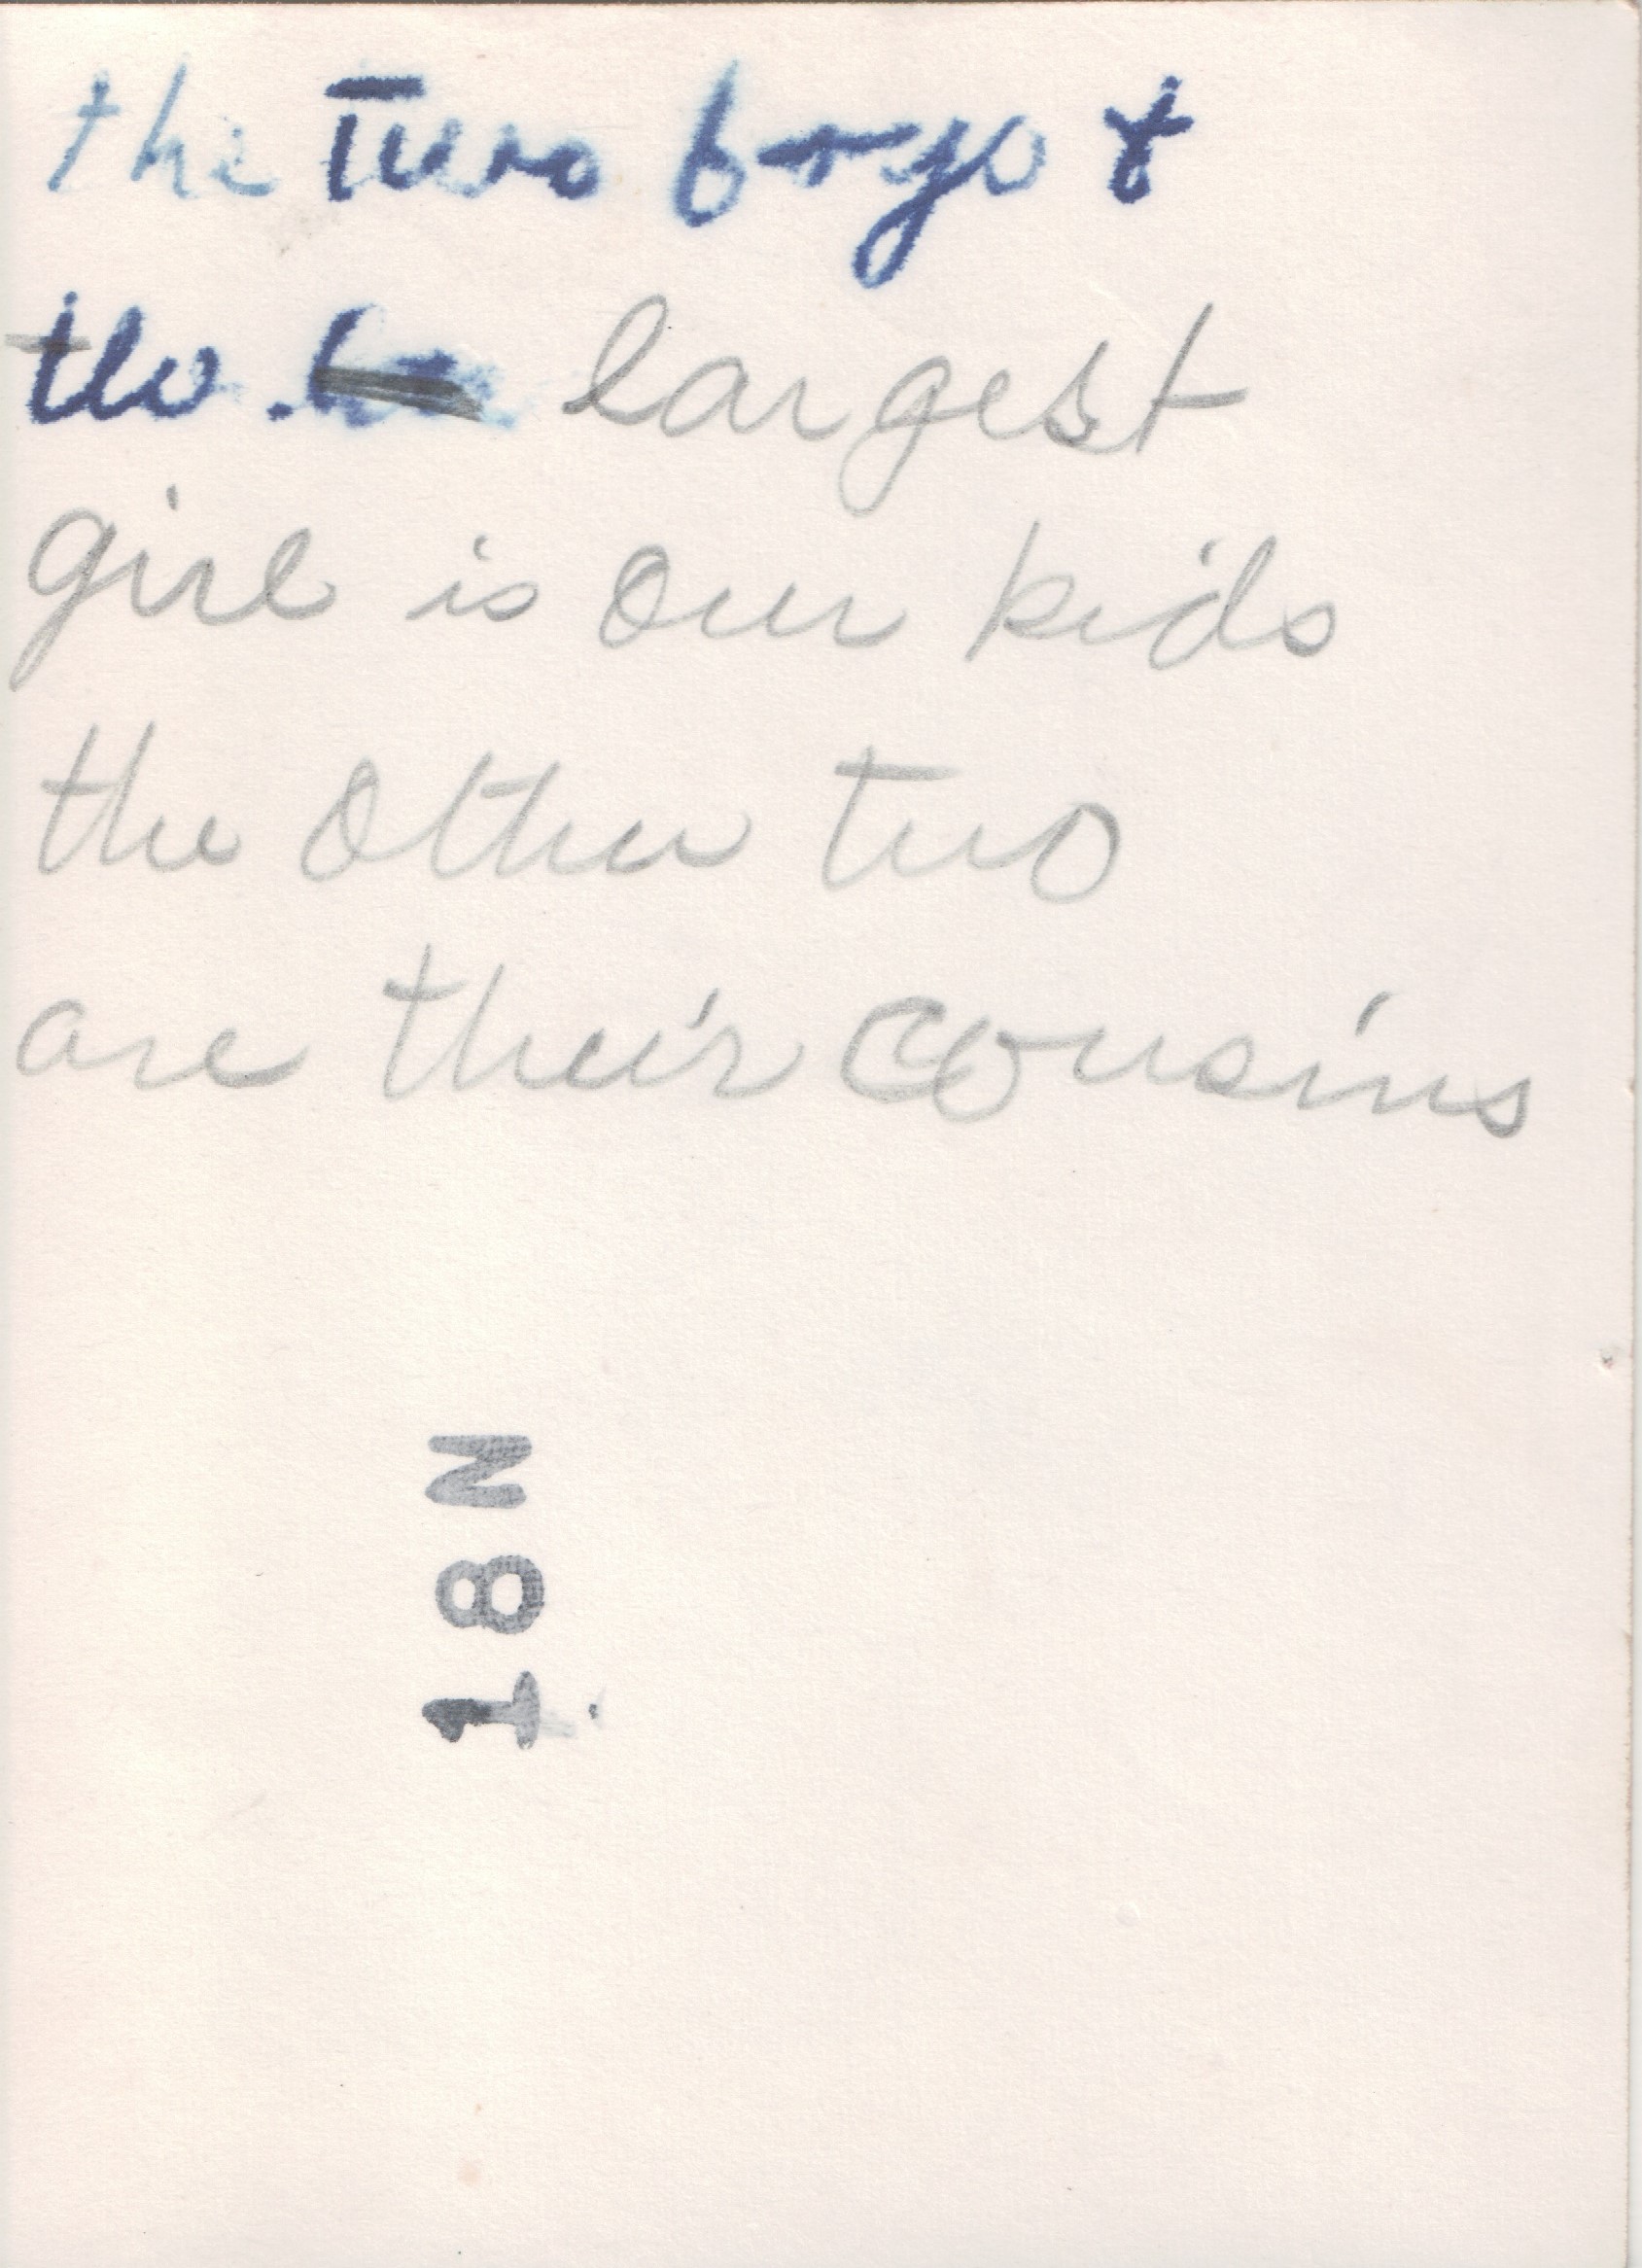 the Two boys &
the largest
girl is our kids
the other two
are their cousins
18N